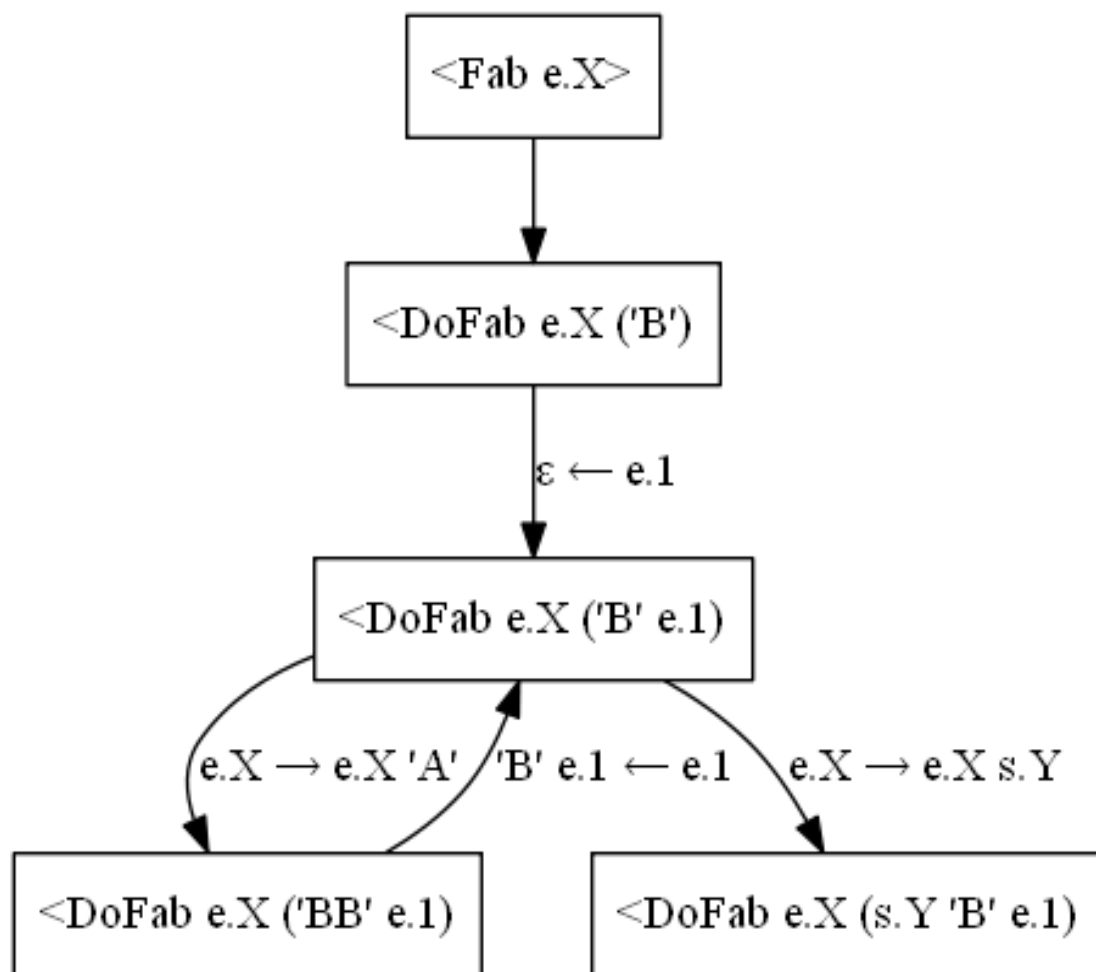 <Fab e.X>
<DoFab e.X ('B')
ε ← e.1
<DoFab e.X ('B' e.1)
e.X → e.X 'A'
'B' e.1 ← e.1
e.X → e.X s.Y
<DoFab e.X ('BB' e.1)
<DoFab e.X (s.Y 'B' e.1)